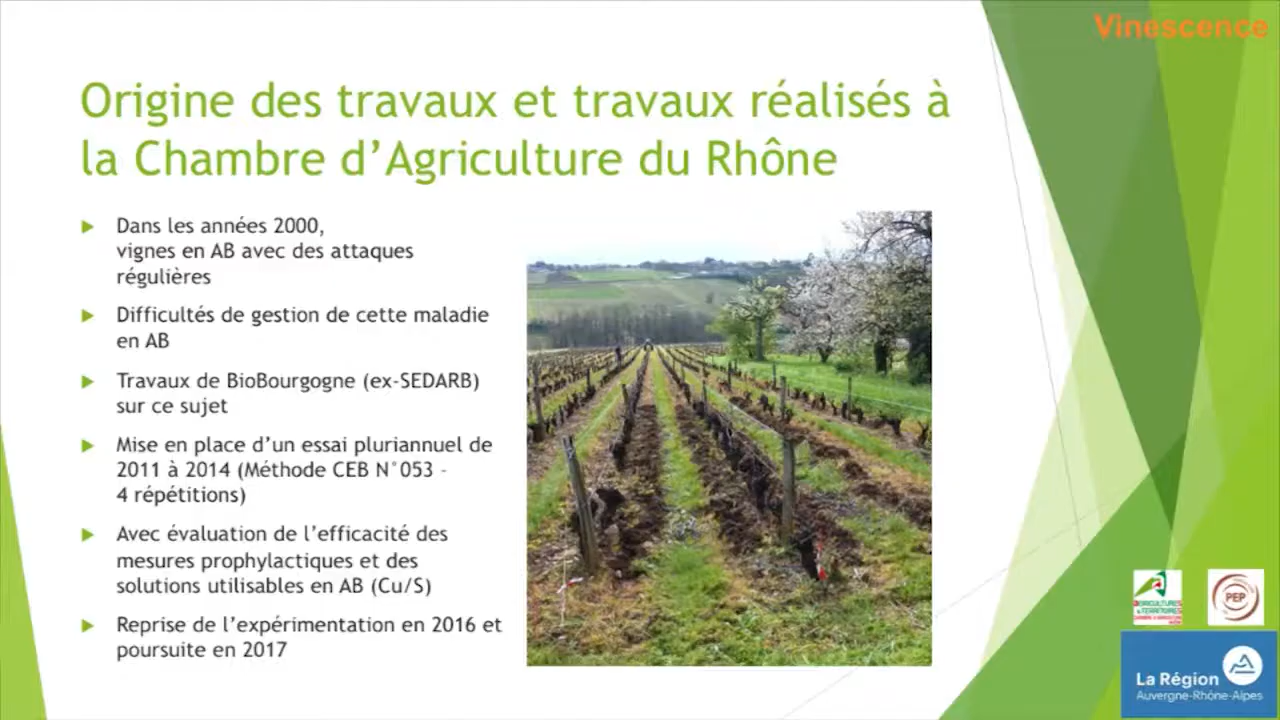 Vinescence
Origine des travaux et travaux réalisés à
la Chambre d’Agriculture du Rhône
Dans les années 2000,
vignes en AB avec des attaques
régulières
Difficultés de gestion de cette maladie
en AB
Travaux de BioBourgogne (ex-SEDARB)
sur ce sujet
Mise en place d’un essai pluriannuel de
2011 à 2014 (Méthode CEB N°053 –
4 répétitions)
Avec évaluation de l’efficacité des
mesures prophylactiques et des
solutions utilisables en AB (Cu/S)
Reprise de l’expérimentation en 2016 et
poursuite en 2017
AGRICULTURES
& TERRITOIRES
PEP
La Région
Auvergne-Rhône-Alpes